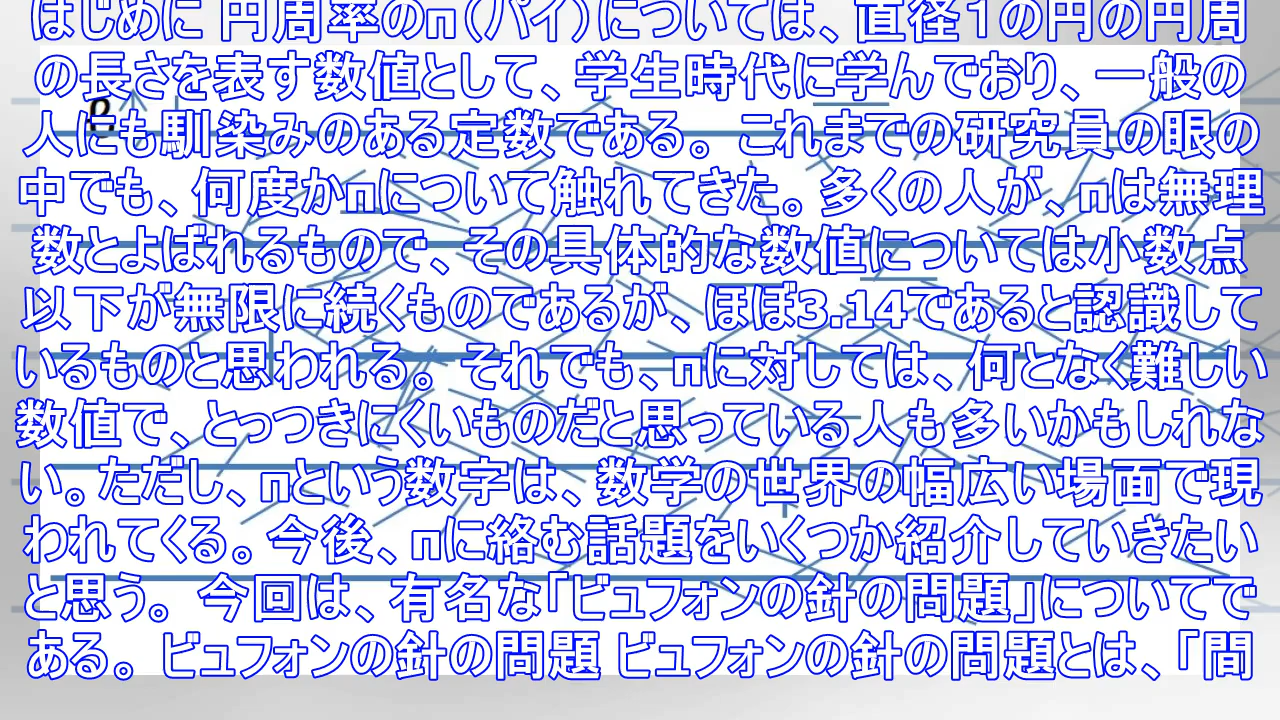 はじめに 円周率のπ（パイ）については、直径１の円の円周
の長さを表す数値として、学生時代に学んでおり、一般の
人にも馴染みのある定数である。これまでの研究員の眼の
中でも、何度かπについて触れてきた。多くの人が、πは無理
数とよばれるもので、その具体的な数値については小数点
以下が無限に続くものであるが、ほぼ3.14であると認識して
いるものと思われる。それでも、πに対しては、何となく難しい
数値で、とっつきにくいものだと思っている人も多いかもしれな
い。ただし、πという数字は、数学の世界の幅広い場面で現
われてくる。今後、πに絡む話題をいくつか紹介していきたい
と思う。今回は、有名な「ビュフォンの針の問題」についてで
ある。ビュフォンの針の問題 ビュフォンの針の問題とは、「間